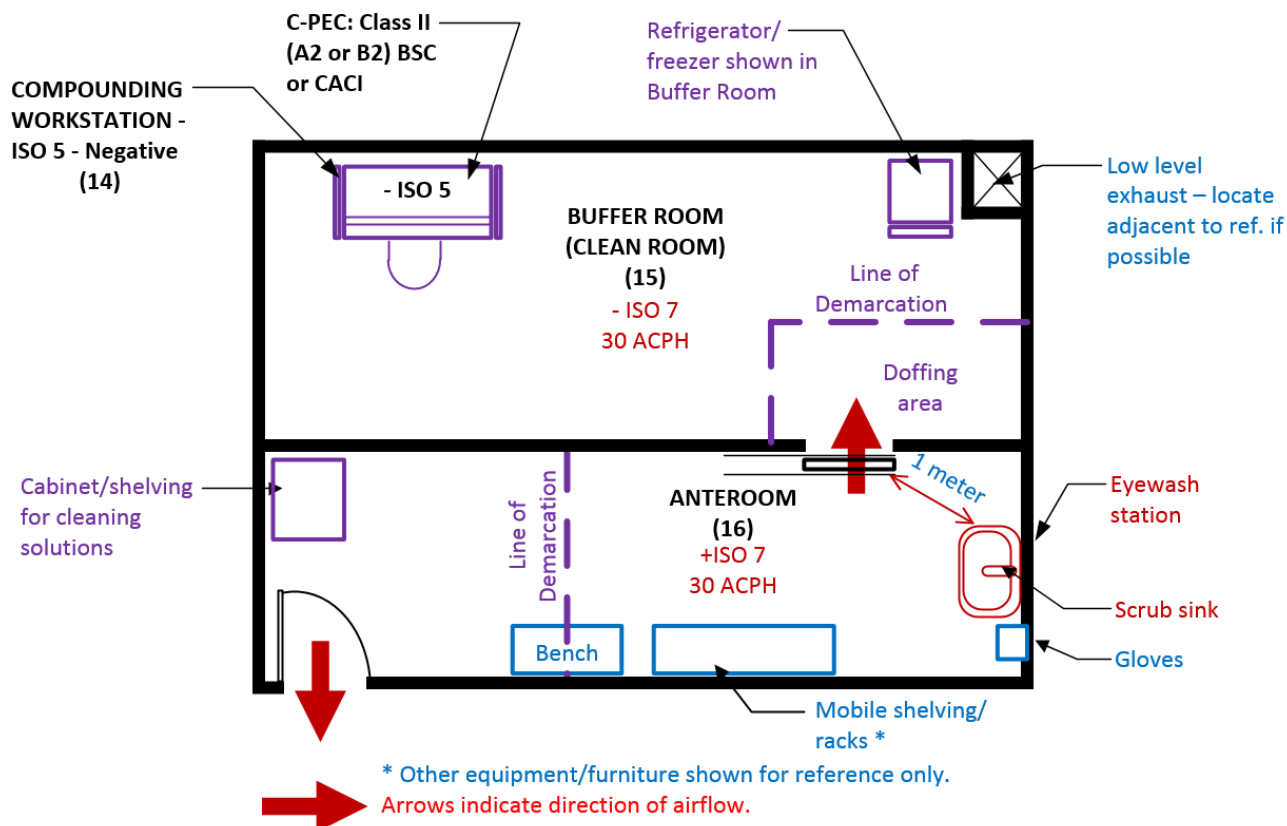 C-PEC: Class II
(A2 or B2) BSC
or CACI
Refrigerator/
freezer shown in
Buffer Room
COMPOUNDING
WORKSTATION -
ISO 5 - Negative
(14)
- ISO 5
BUFFER ROOM
(CLEAN ROOM)
(15)
- ISO 7
30 ACPH
Low level
exhaust – locate
adjacent to ref. if
possible
Line of
Demarcation
Doffing
area
Cabinet/shelving
for cleaning
solutions
Line of
Demarcation
ANTEROOM
(16)
+ISO 7
30 ACPH
1 meter
Eyewash
station
Scrub sink
Gloves
Bench
Mobile shelving/
racks *
* Other equipment/furniture shown for reference only.
Arrows indicate direction of airflow.